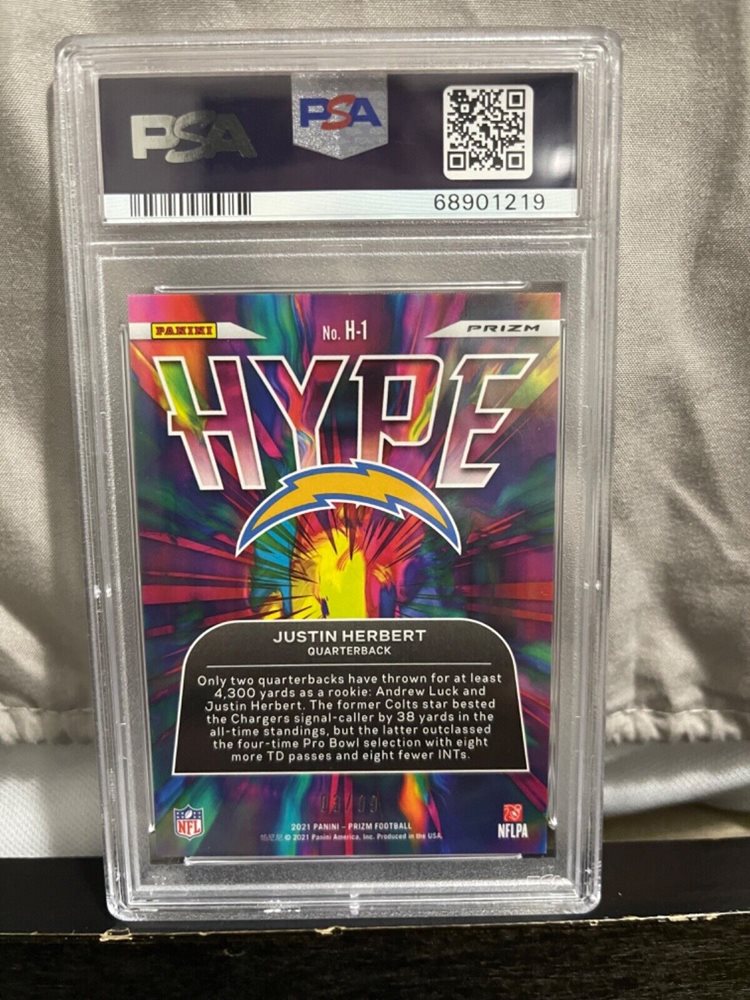 PSA
PSA
68901219
PANINI
No. H-1
PRIZM
HYPE
JUSTIN HERBERT
QUARTERBACK
Only two quarterbacks have thrown for at least
4,300 yards as a rookie: Andrew Luck and
Justin Herbert. The former Colts star bested
the Chargers signal-caller by 38 yards in the
all-time standings, but the latter outclassed
the four-time Pro Bowl selection with eight
more TD passes and eight fewer INTs.
NFL
2021 PANINI – PRIZM FOOTBALL
© 2021 Panini America, Inc. Produced in the USA.
NFLPA